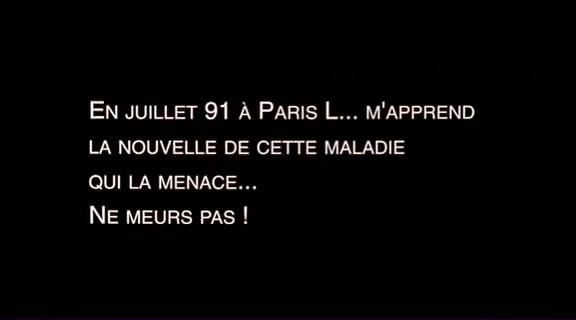 En juillet 91 à Paris L... m'apprend
la nouvelle de cette maladie
qui la menace...
Ne meurs pas !